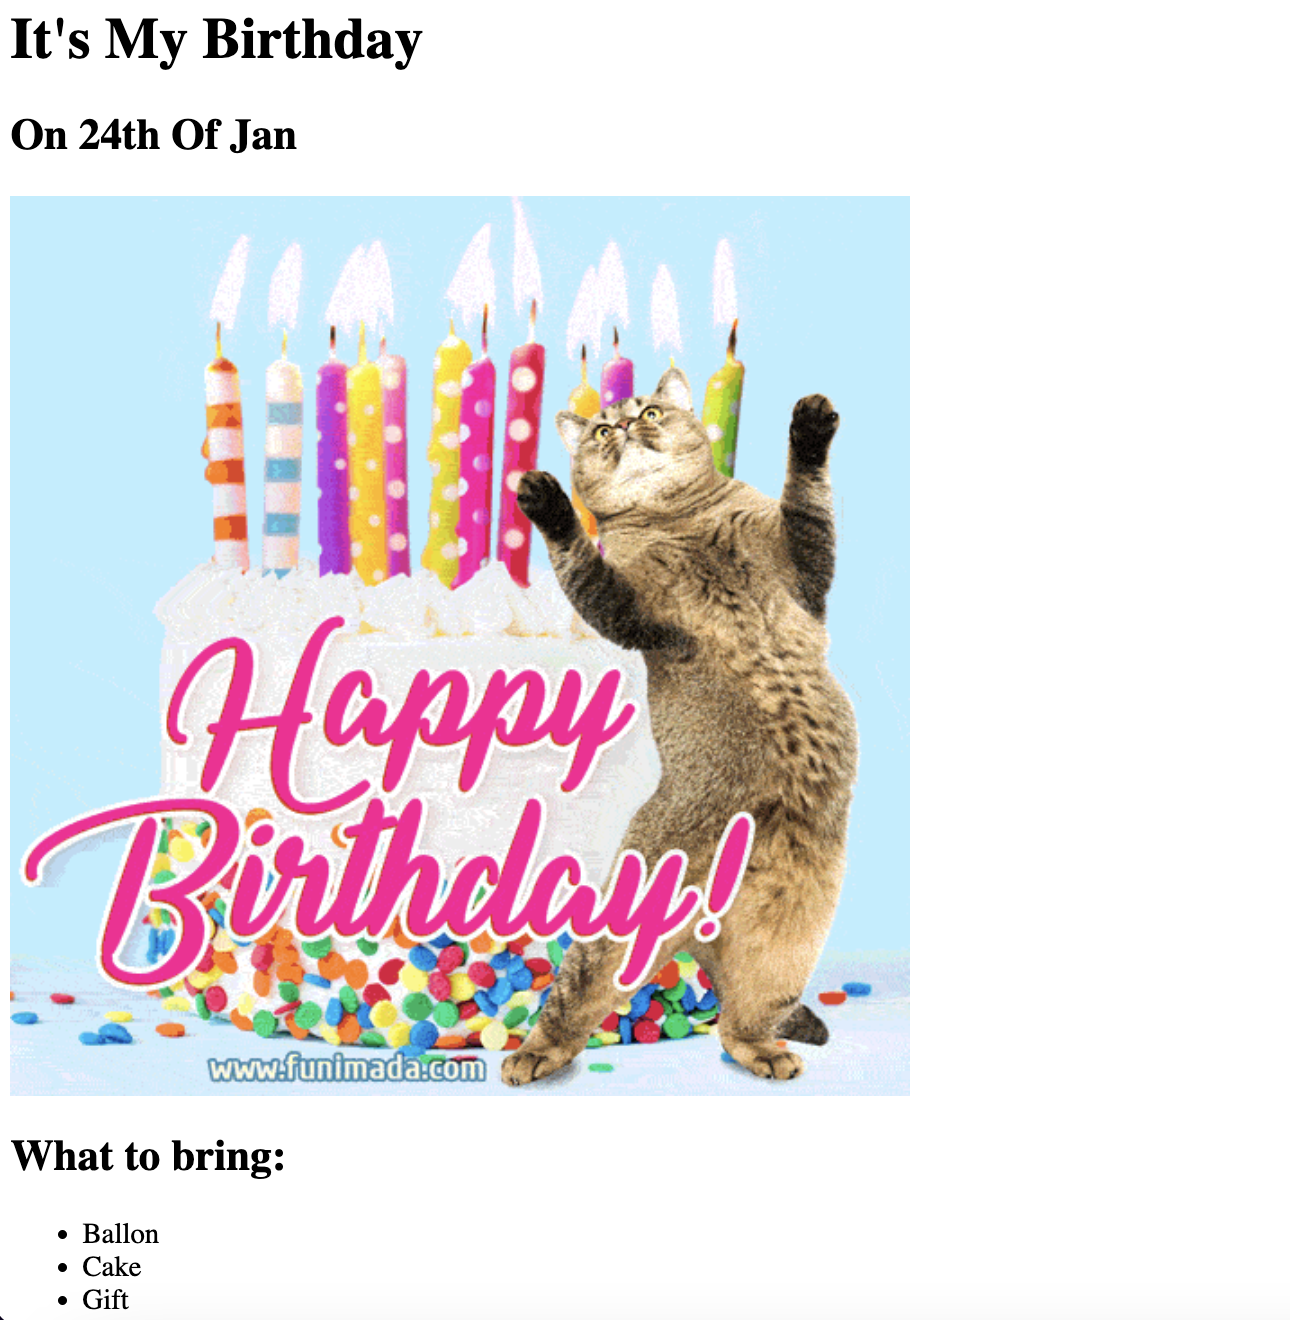 It's My Birthday
On 24th Of Jan
Happy
Birthday!
www.funimada.com
What to bring:
Ballon
Cake
Gift